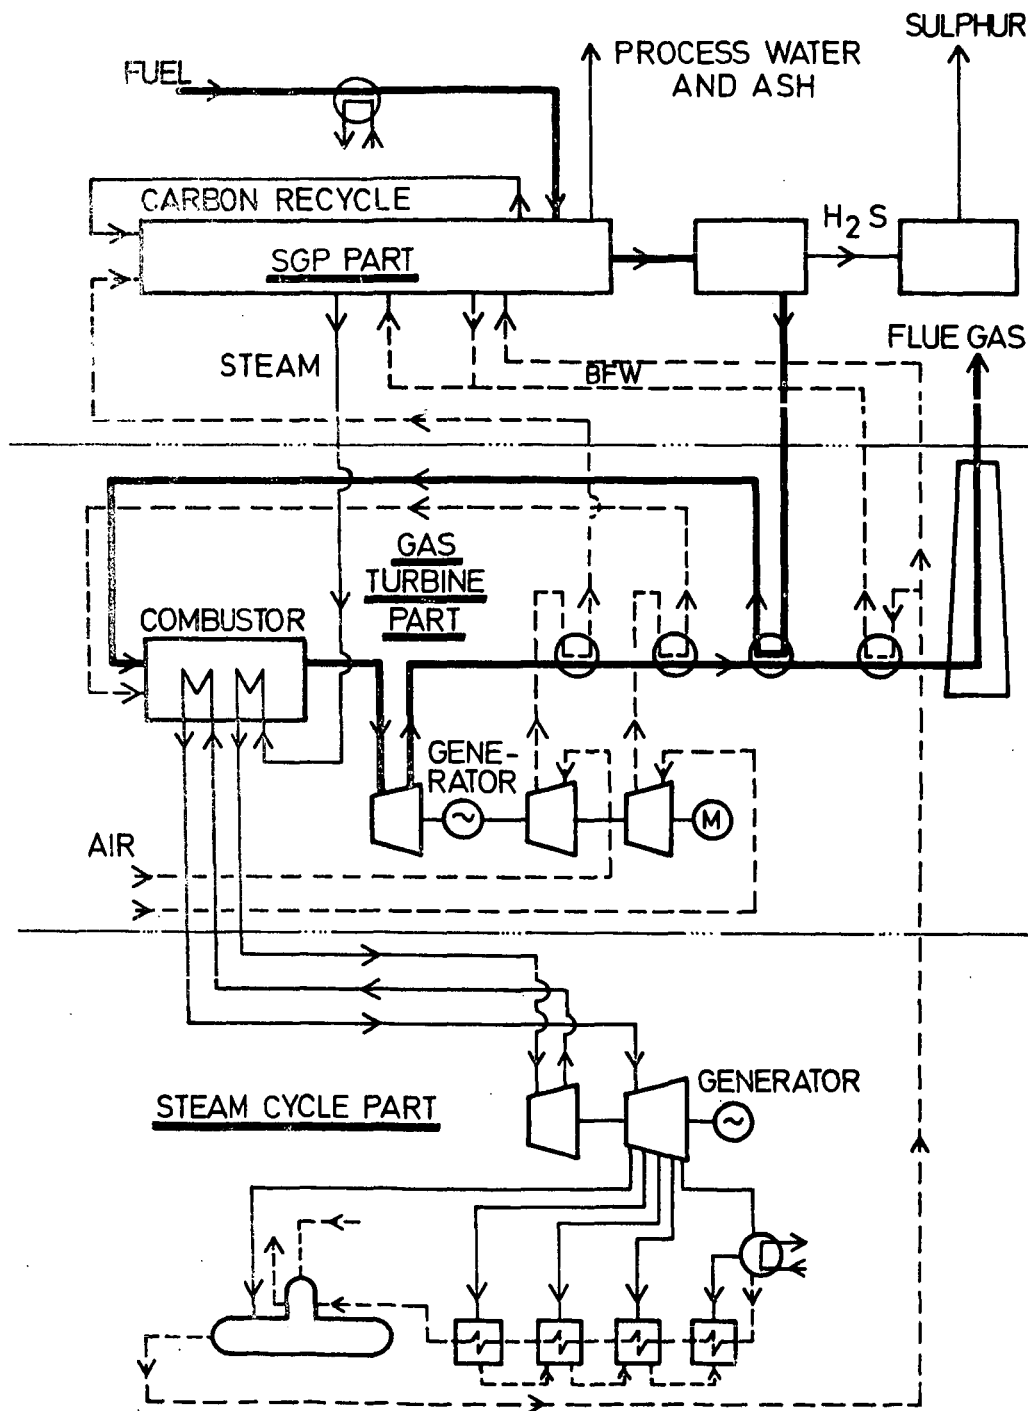 SULPHUR
PROCESS WATER
AND ASH
FUEL
CARBON RECYCLE
H2S
SGP PART
FLUE GAS
STEAM
BFW
GAS
TURBINE
PART
COMBUSTOR
GENE-
RATOR
M
AIR
GENERATOR
STEAM CYCLE PART